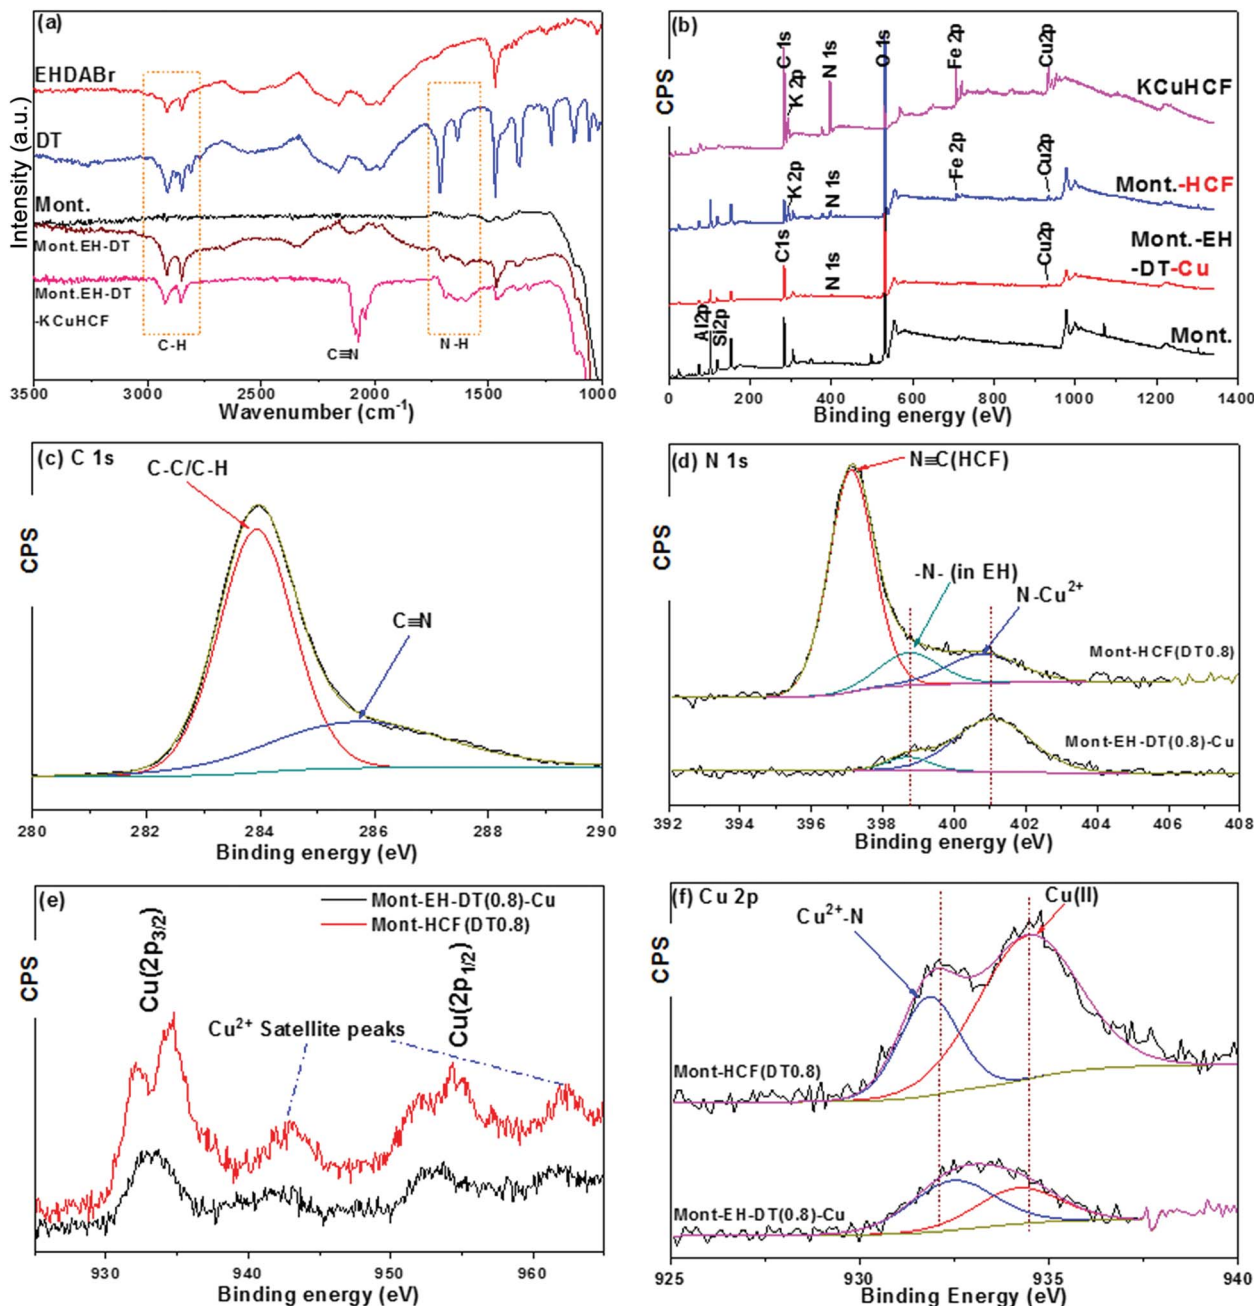 (a)
Intensity (a.u.)
EHDABr
DT
Mont.
Mont.EH-DT
Mont.EH-DT
-KCuHCF
C-H
C≡N
N-H
3500 3000 2500 2000 1500 1000
Wavenumber (cm⁻¹)
(b)
CPS
C 1s
K 2p
N 1s
O 1s
Fe 2p
Cu2p
KCuHCF
K 2p
N 1s
Fe 2p
Cu2p
Mont.-HCF
C1s
N 1s
Cu2p
Mont.-EH
-DT-Cu
Al2p
Si2p
Mont.
0 200 400 600 800 1000 1200 1400
Binding energy (eV)
(c) C 1s
CPS
C-C/C-H
C≡N
280 282 284 286 288 290
Binding energy (eV)
(d) N 1s
CPS
N≡C(HCF)
-N- (in EH)
N-Cu²⁺
Mont-HCF(DT0.8)
Mont-EH-DT(0.8)-Cu
392 394 396 398 400 402 404 406 408
Binding energy (eV)
(e)
CPS
Mont-EH-DT(0.8)-Cu
Mont-HCF(DT0.8)
Cu(2p₃/₂)
Cu(2p₁/₂)
Cu²⁺ Satellite peaks
930 940 950 960
Binding energy (eV)
(f) Cu 2p
CPS
Cu²⁺-N
Cu(II)
Mont-HCF(DT0.8)
Mont-EH-DT(0.8)-Cu
925 930 935 940
Binding Energy (eV)